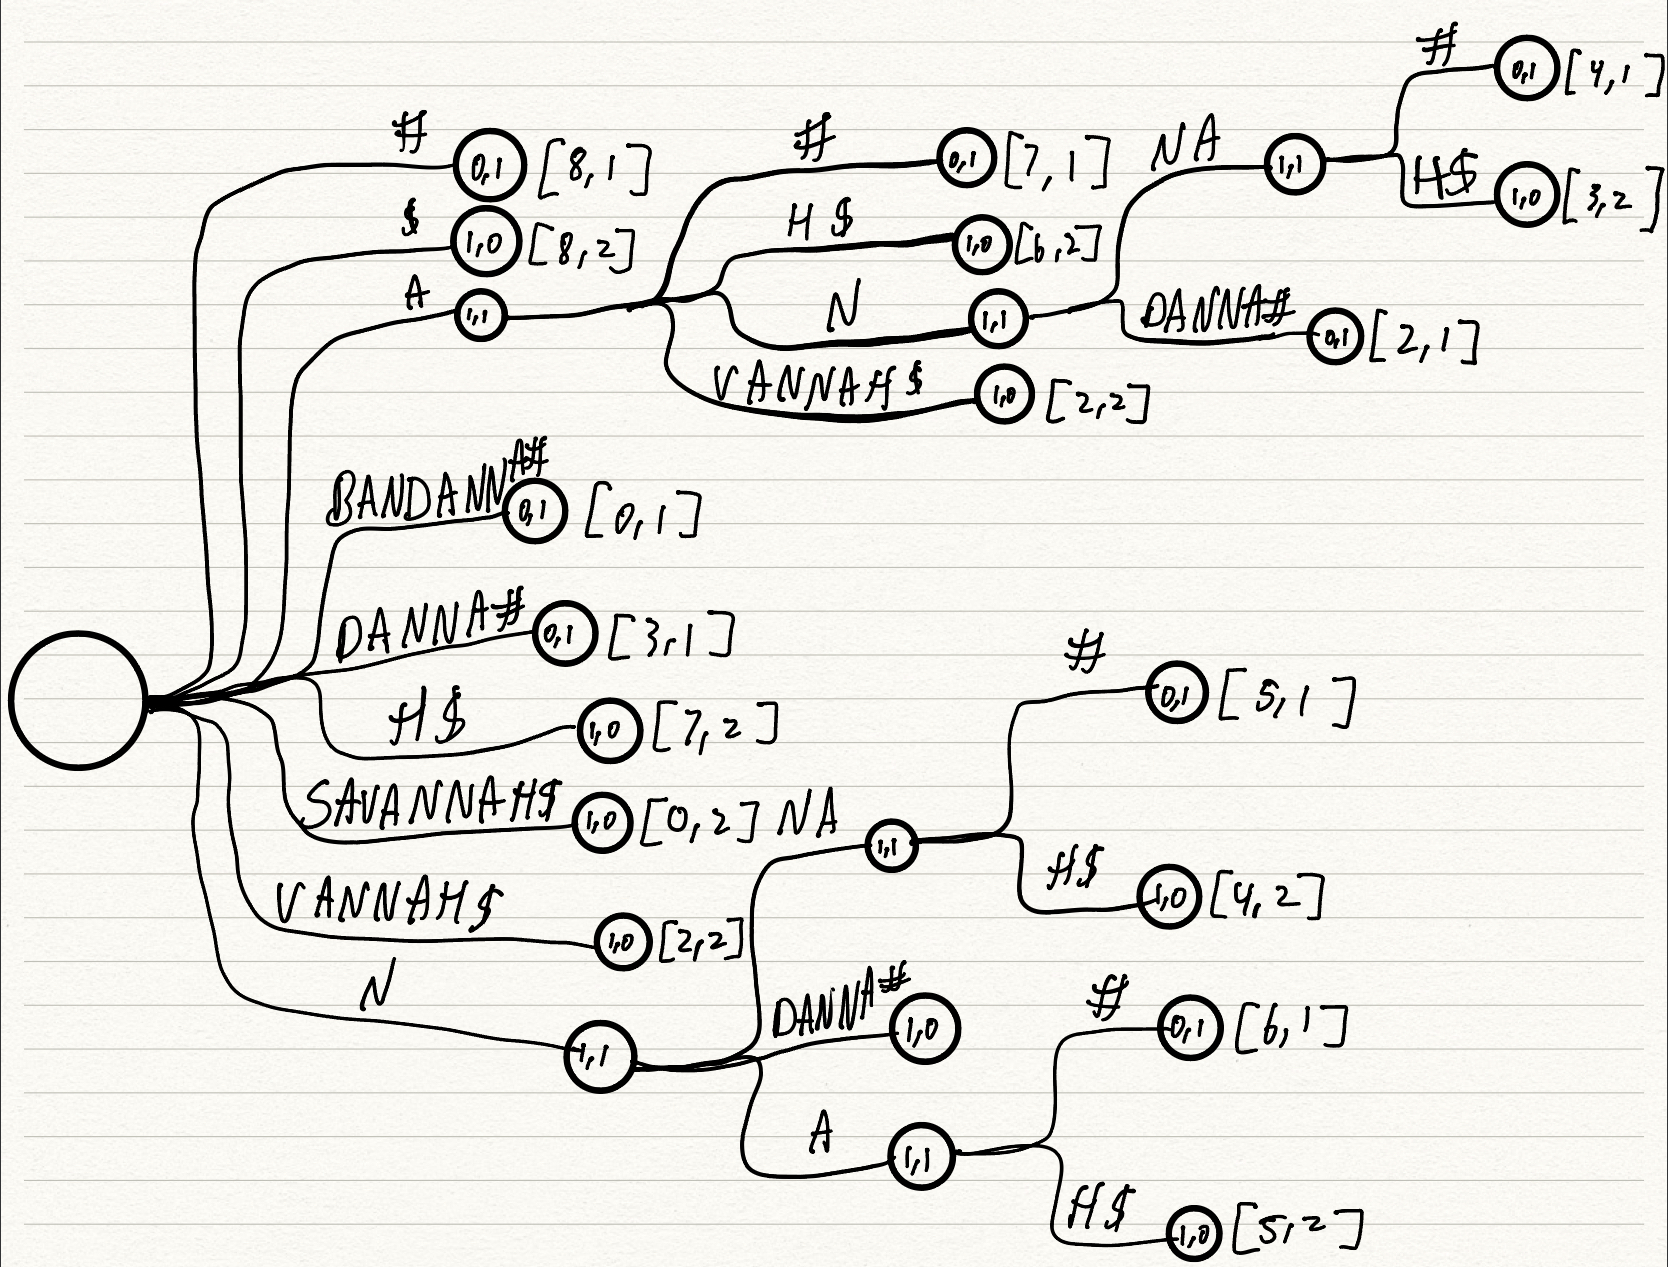 # 0,1 [4,1]
# 0,1 [8,1]
# 0,1 [7,1]
NA 1,1
H$ 1,0 [3,2]
$ 1,0 [8,2]
H$ 1,0 [6,2]
A 1,1
N 1,1
DANNA# 0,1 [2,1]
VANNAH$ 1,0 [2,2]
BANDANNA# 0,1 [0,1]
DANNA# 0,1 [3,1]
# 0,1 [5,1]
H$ 1,0 [7,2]
SAVANNAH$ 1,0 [0,2]
NA 1,1
H$ 1,0 [4,2]
VANNAH$ 1,0 [2,2]
N 1,1
DANNA# 1,0
# 0,1 [6,1]
A 1,1
H$ 1,0 [5,2]